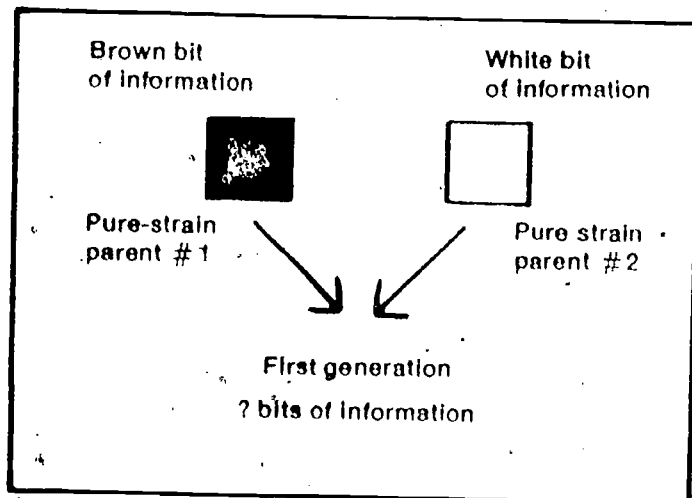 Brown bit
of information
White bit
of information
Pure-strain
parent #1
Pure strain
parent #2
First generation
? bits of information